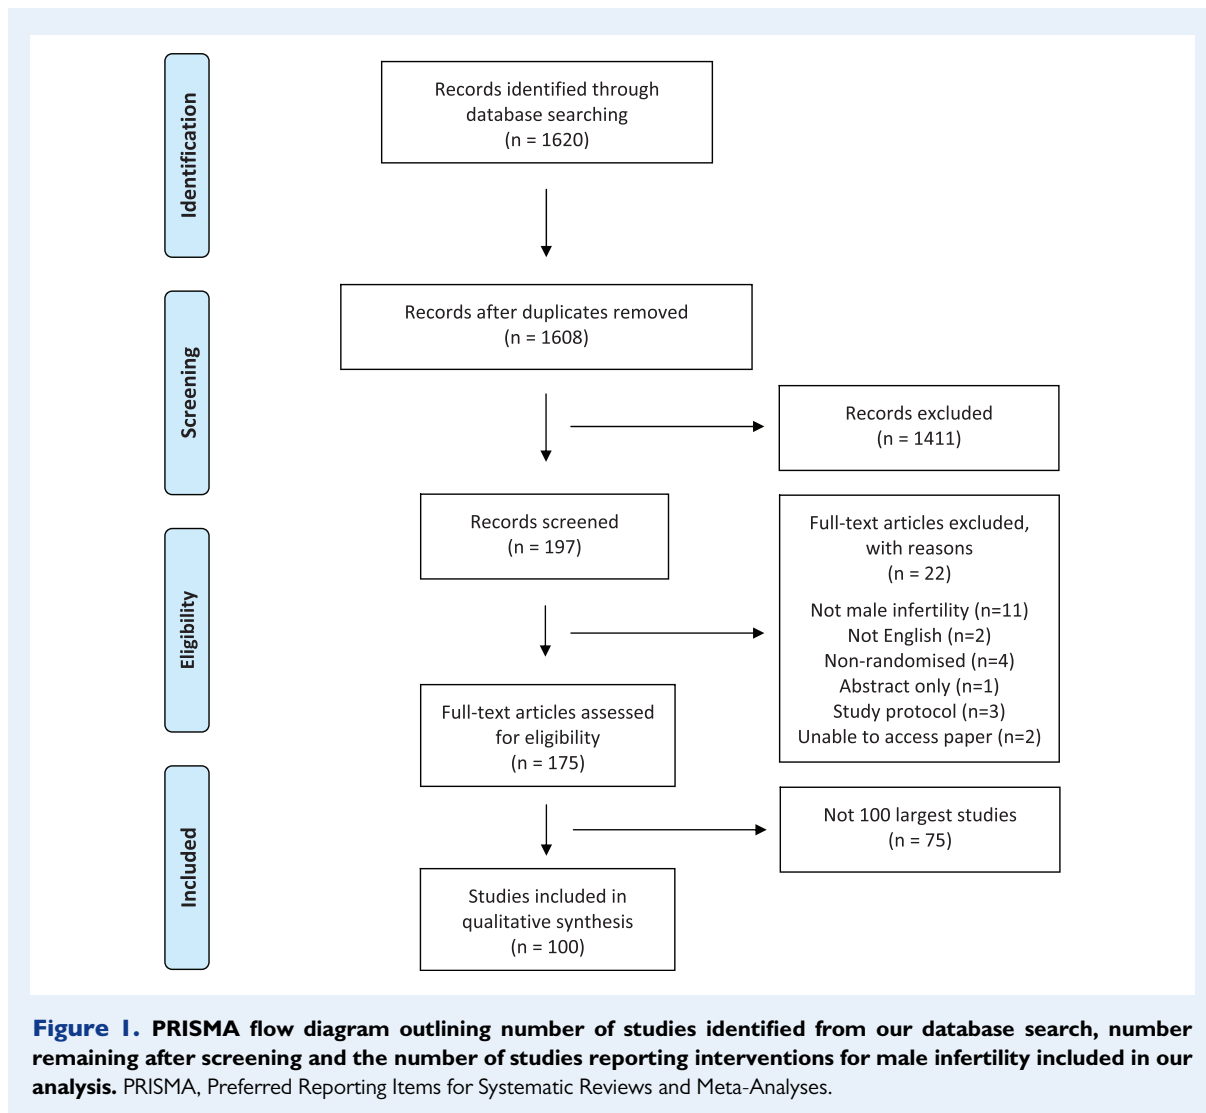 Identification
Records identified through
database searching
(n = 1620)
Screening
Records after duplicates removed
(n = 1608)
Records excluded
(n = 1411)
Records screened
(n = 197)
Eligibility
Full-text articles excluded,
with reasons
(n = 22)
Not male infertility (n=11)
Not English (n=2)
Non-randomised (n=4)
Abstract only (n=1)
Study protocol (n=3)
Unable to access paper (n=2)
Full-text articles assessed
for eligibility
(n = 175)
Included
Not 100 largest studies
(n = 75)
Studies included in
qualitative synthesis
(n = 100)
Figure 1. PRISMA flow diagram outlining number of studies identified from our database search, number
remaining after screening and the number of studies reporting interventions for male infertility included in our
analysis. PRISMA, Preferred Reporting Items for Systematic Reviews and Meta-Analyses.